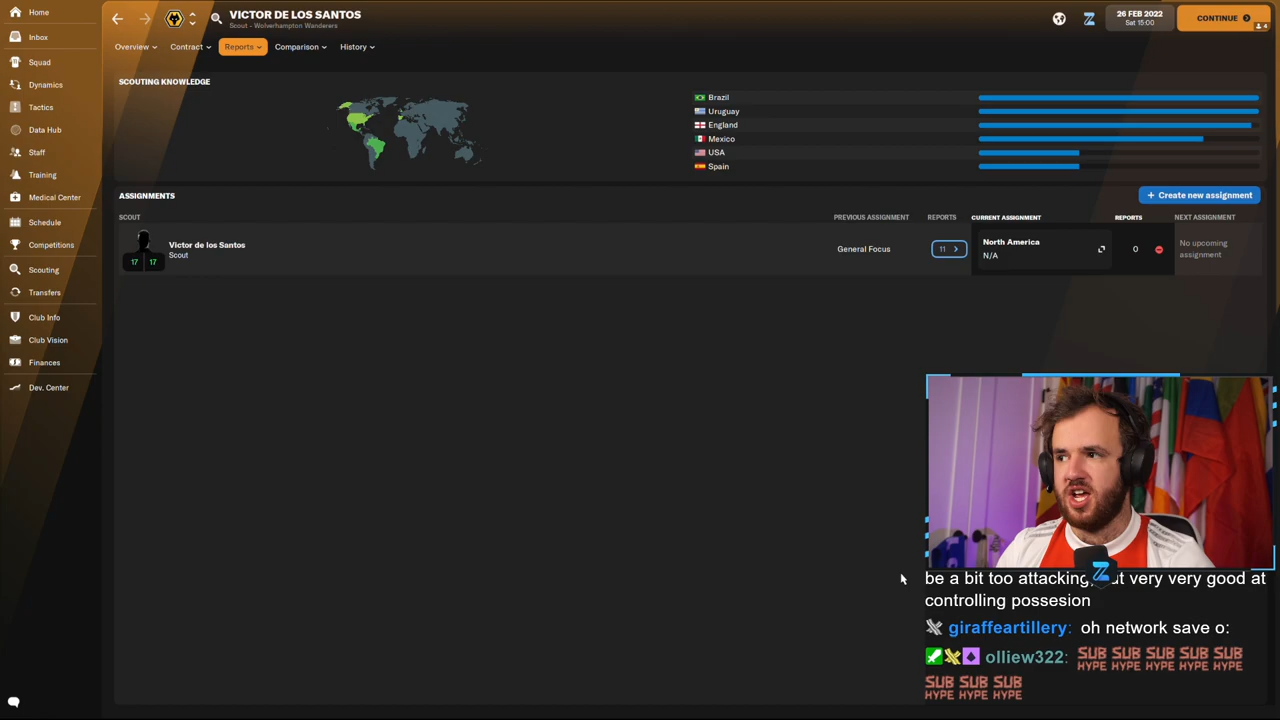 Home
Inbox
Squad
Dynamics
Tactics
Data Hub
Staff
Training
Medical Center
Schedule
Competitions
Scouting
Transfers
Club Info
Club Vision
Finances
Dev. Center
VICTOR DE LOS SANTOS
Scout - Wolverhampton Wanderers
26 FEB 2022
Sat 15:00
CONTINUE
4
Overview
Contract
Reports
Comparison
History
SCOUTING KNOWLEDGE
Brazil
Uruguay
England
Mexico
USA
Spain
ASSIGNMENTS
+ Create new assignment
SCOUT PREVIOUS ASSIGNMENT REPORTS CURRENT ASSIGNMENT REPORTS NEXT ASSIGNMENT
17 17
Victor de los Santos
Scout
General Focus
11
North America
N/A
0
No upcoming
assignment
be a bit too attacking, but very very good at
controlling possesion
giraffeartillery: oh network save o:
olliew322: SUB HYPE SUB HYPE SUB HYPE SUB HYPE SUB HYPE
SUB HYPE SUB HYPE SUB HYPE